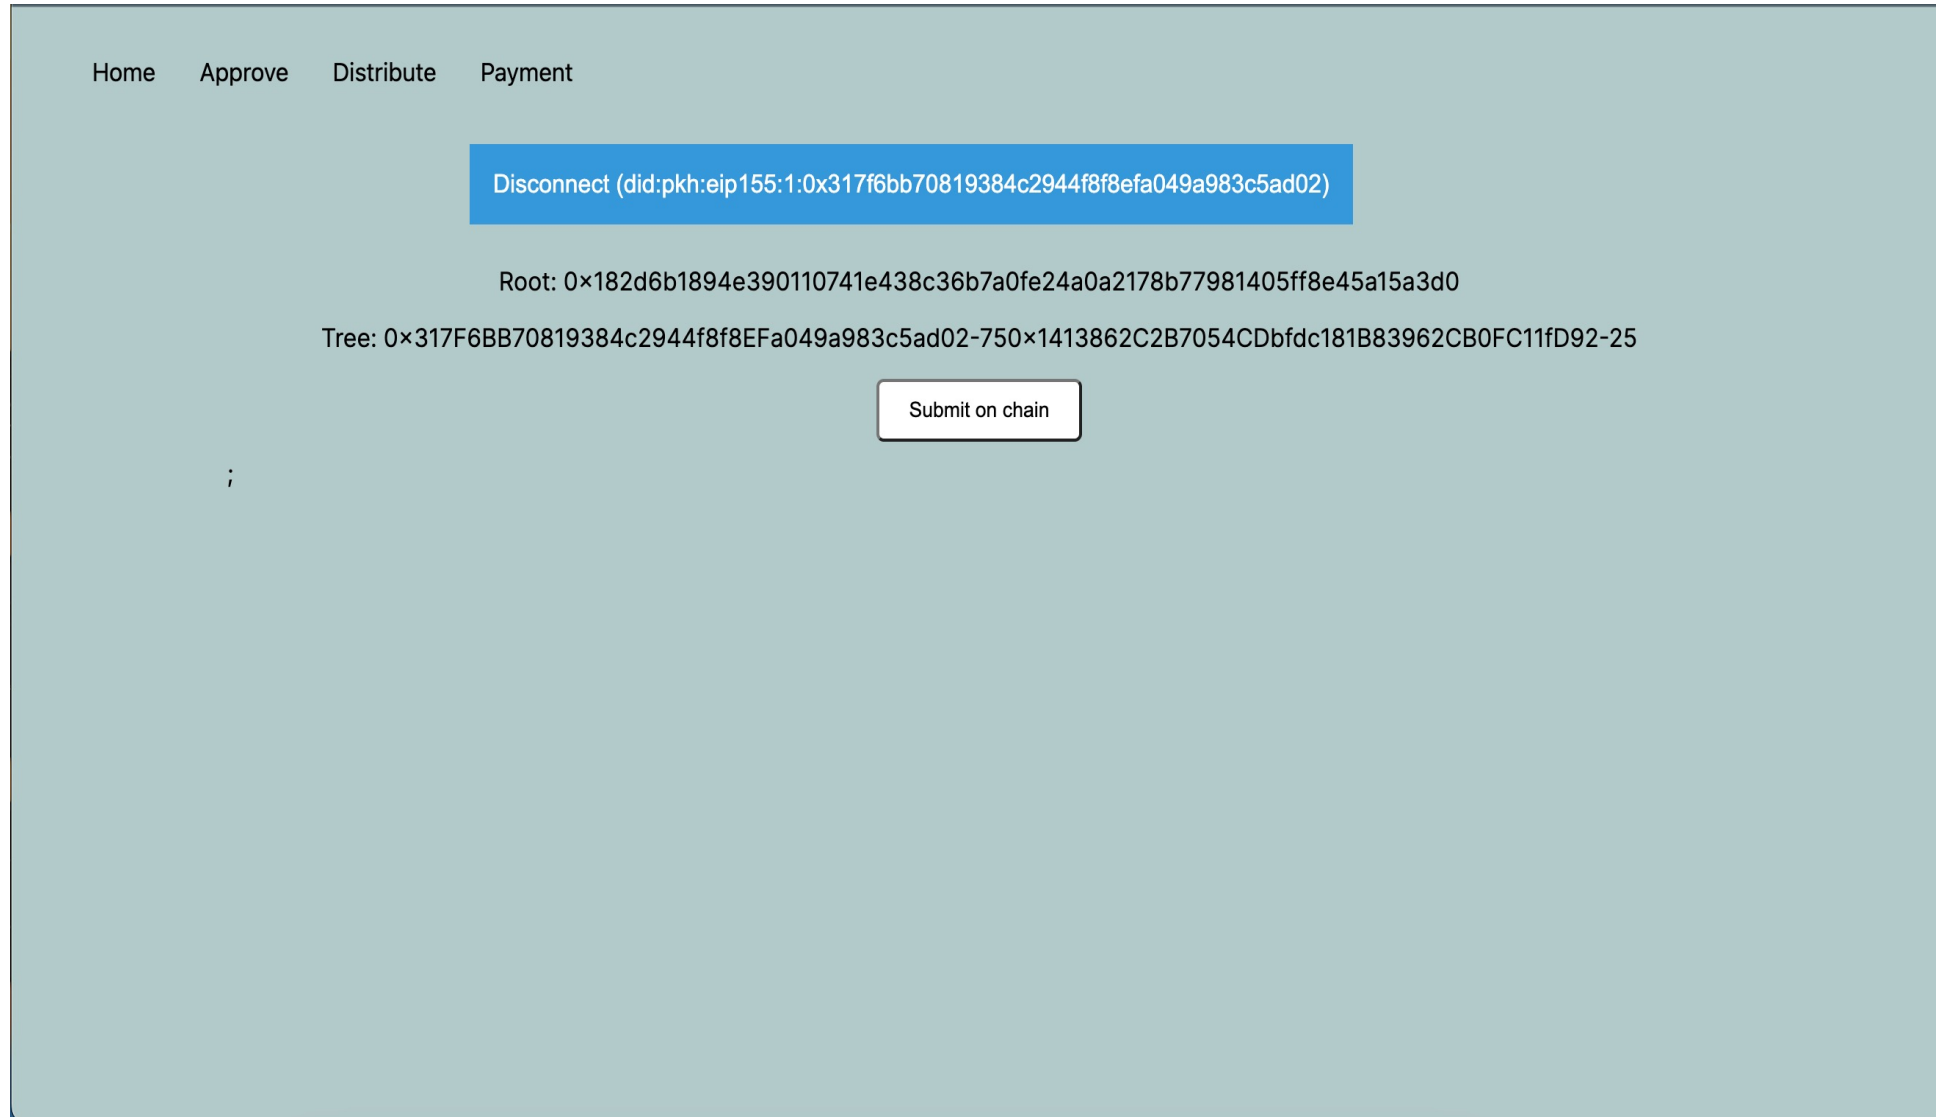 Home Approve Distribute Payment
Disconnect (did:pkh:eip155:1:0x317f6bb70819384c2944f8f8efa049a983c5ad02)
Root: 0×182d6b1894e390110741e438c36b7a0fe24a0a2178b77981405ff8e45a15a3d0
Tree: 0×317F6BB70819384c2944f8f8EFa049a983c5ad02-750×1413862C2B7054CDbfdc181B83962CB0FC11fD92-25
Submit on chain
;